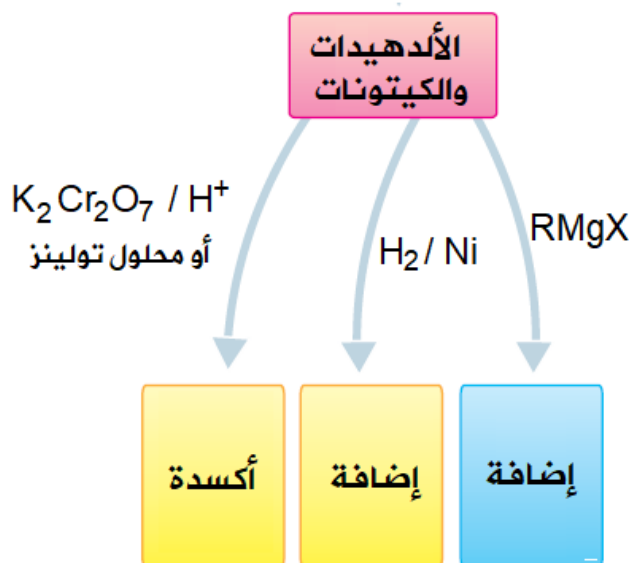 الألدهيدات
والكيتونات
K₂Cr₂O₇ / H⁺
أو محلول تولينز
H₂ / Ni
RMgX
أكسدة
إضافة
إضافة